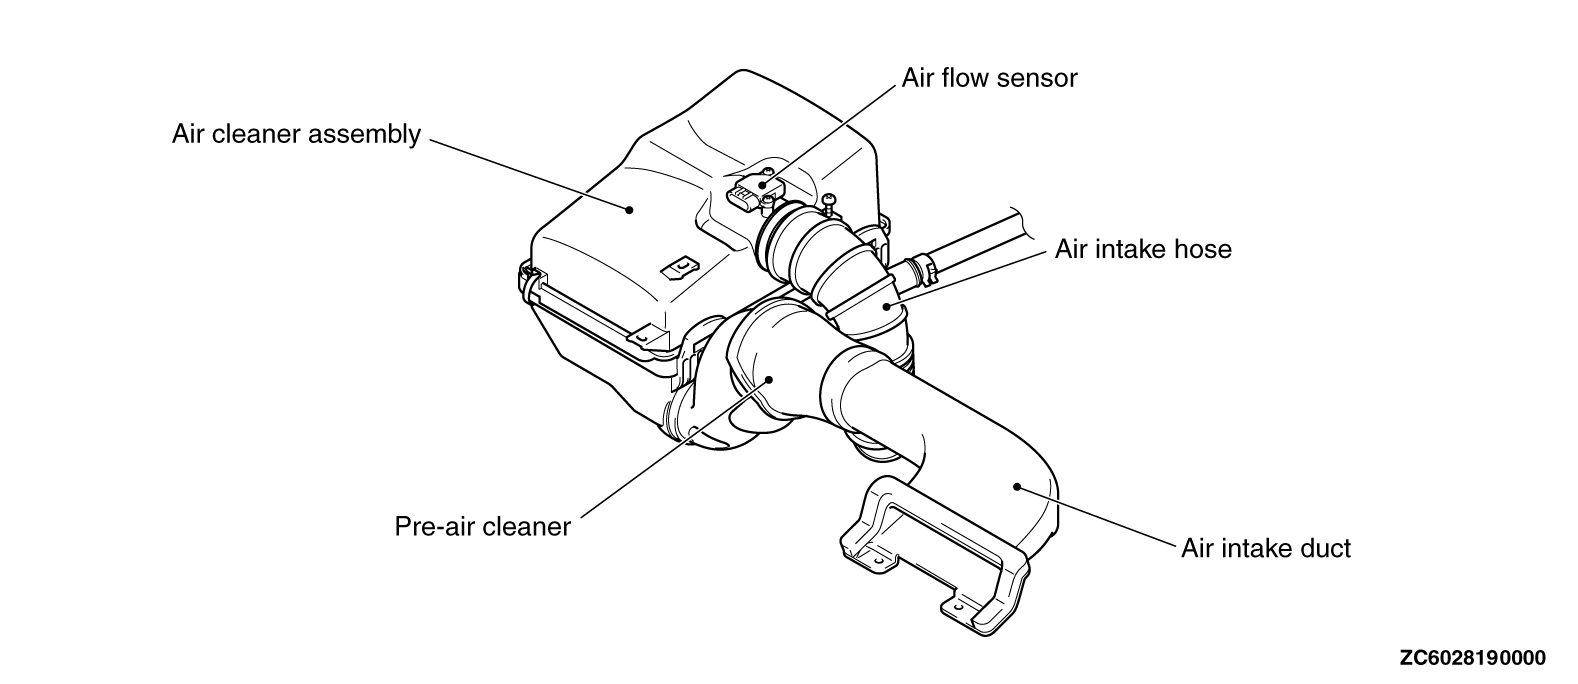 Air flow sensor
Air cleaner assembly
Air intake hose
Pre-air cleaner
Air intake duct
ZC6028190000